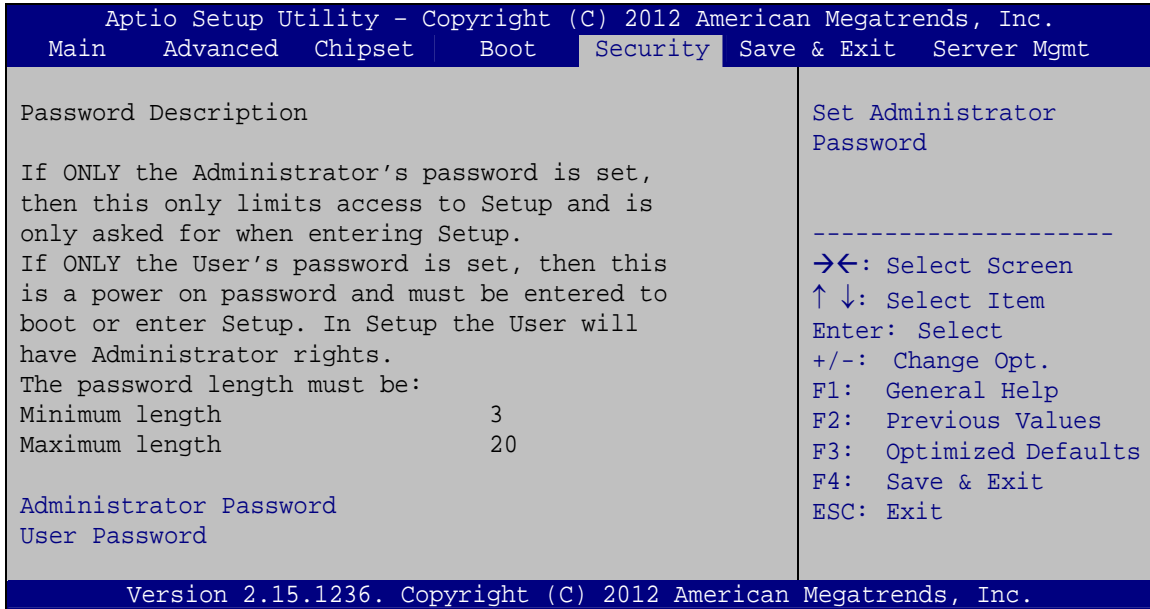 Aptio Setup Utility – Copyright (C) 2012 American Megatrends, Inc.
Main Advanced Chipset Boot Security Save & Exit Server Mgmt
Password Description
If ONLY the Administrator’s password is set,
then this only limits access to Setup and is
only asked for when entering Setup.
If ONLY the User’s password is set, then this
is a power on password and must be entered to
boot or enter Setup. In Setup the User will
have Administrator rights.
The password length must be:
Minimum length 3
Maximum length 20
Administrator Password
User Password
Set Administrator
Password
---------------------
→←: Select Screen
↑ ↓: Select Item
Enter: Select
+/-: Change Opt.
F1: General Help
F2: Previous Values
F3: Optimized Defaults
F4: Save & Exit
ESC: Exit
Version 2.15.1236. Copyright (C) 2012 American Megatrends, Inc.